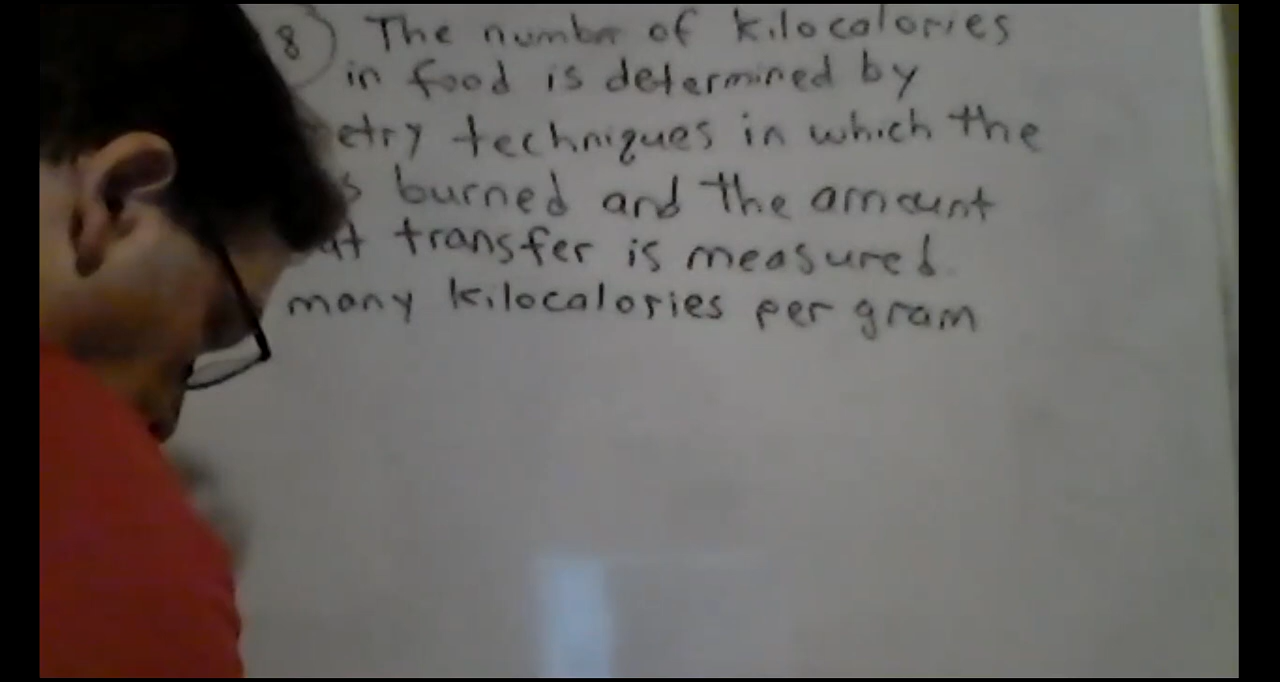 8 The number of kilocalories
in food is determined by
etry techniques in which the
s burned and the amount
at transfer is measured.
many kilocalories per gram